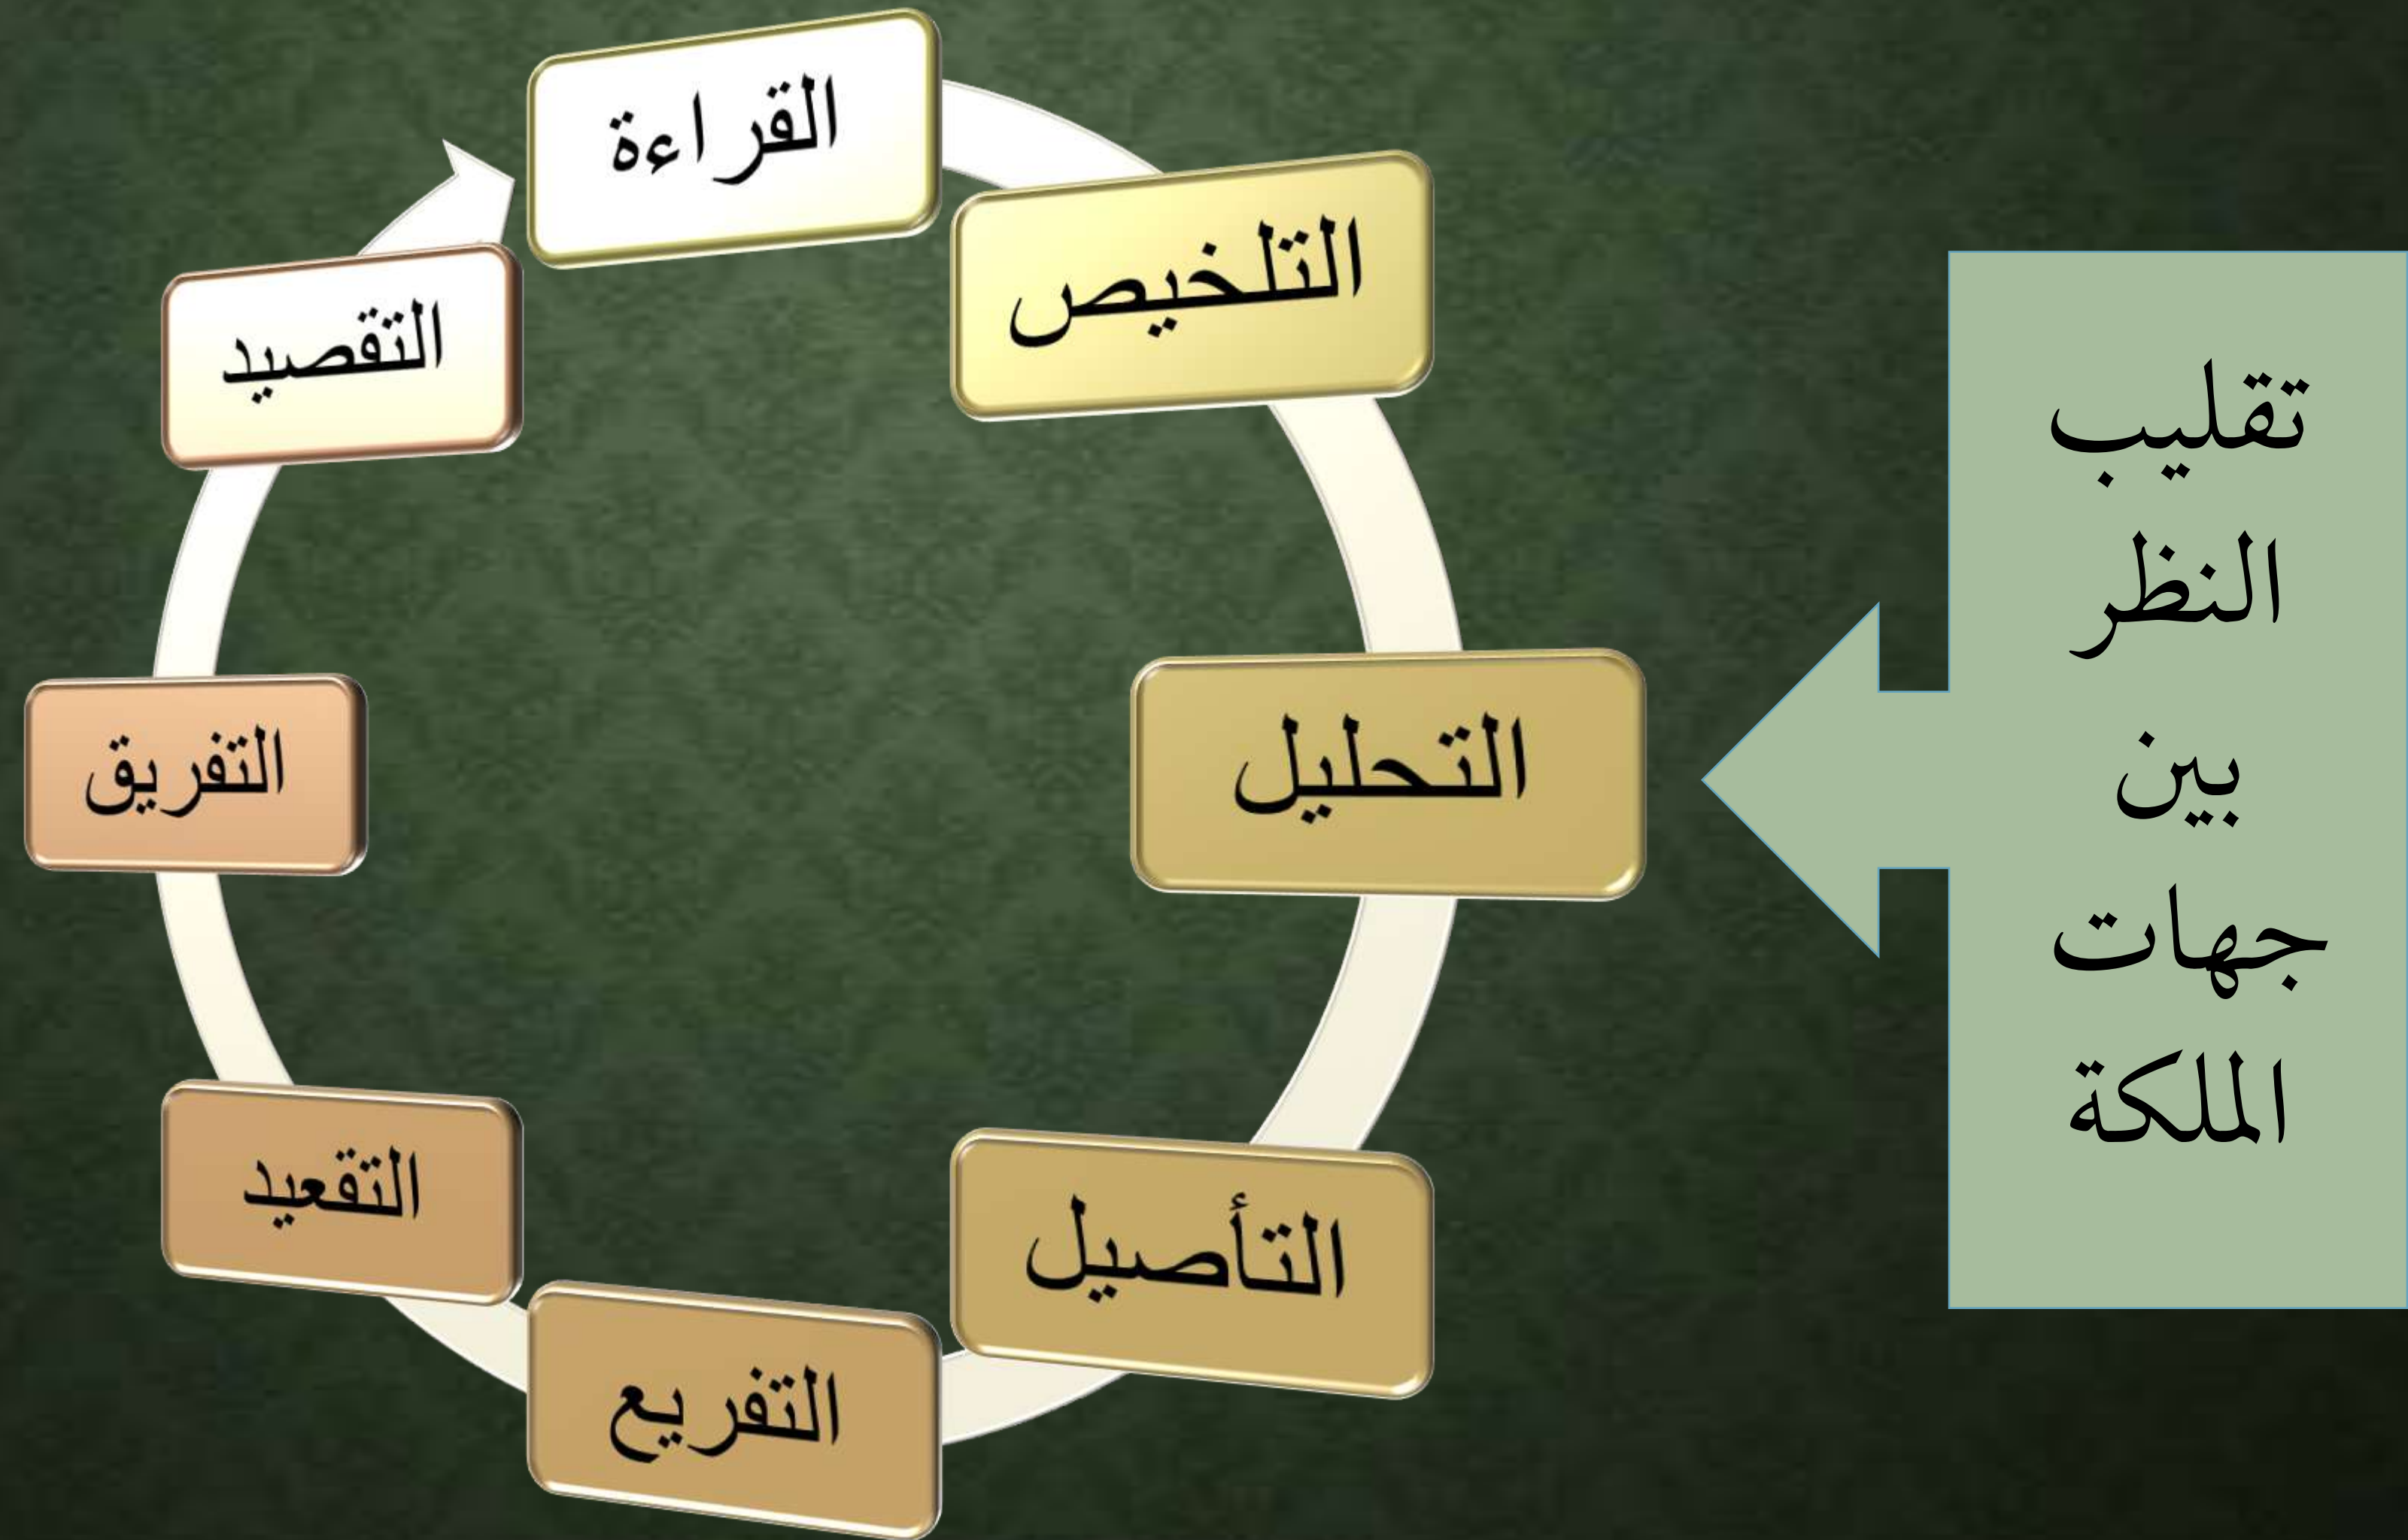 تقليب
النظر
بين
جهات
الملكة
القراءة
التلخيص
التحليل
التأصيل
التفريع
التقعيد
التفريق
التقصيد